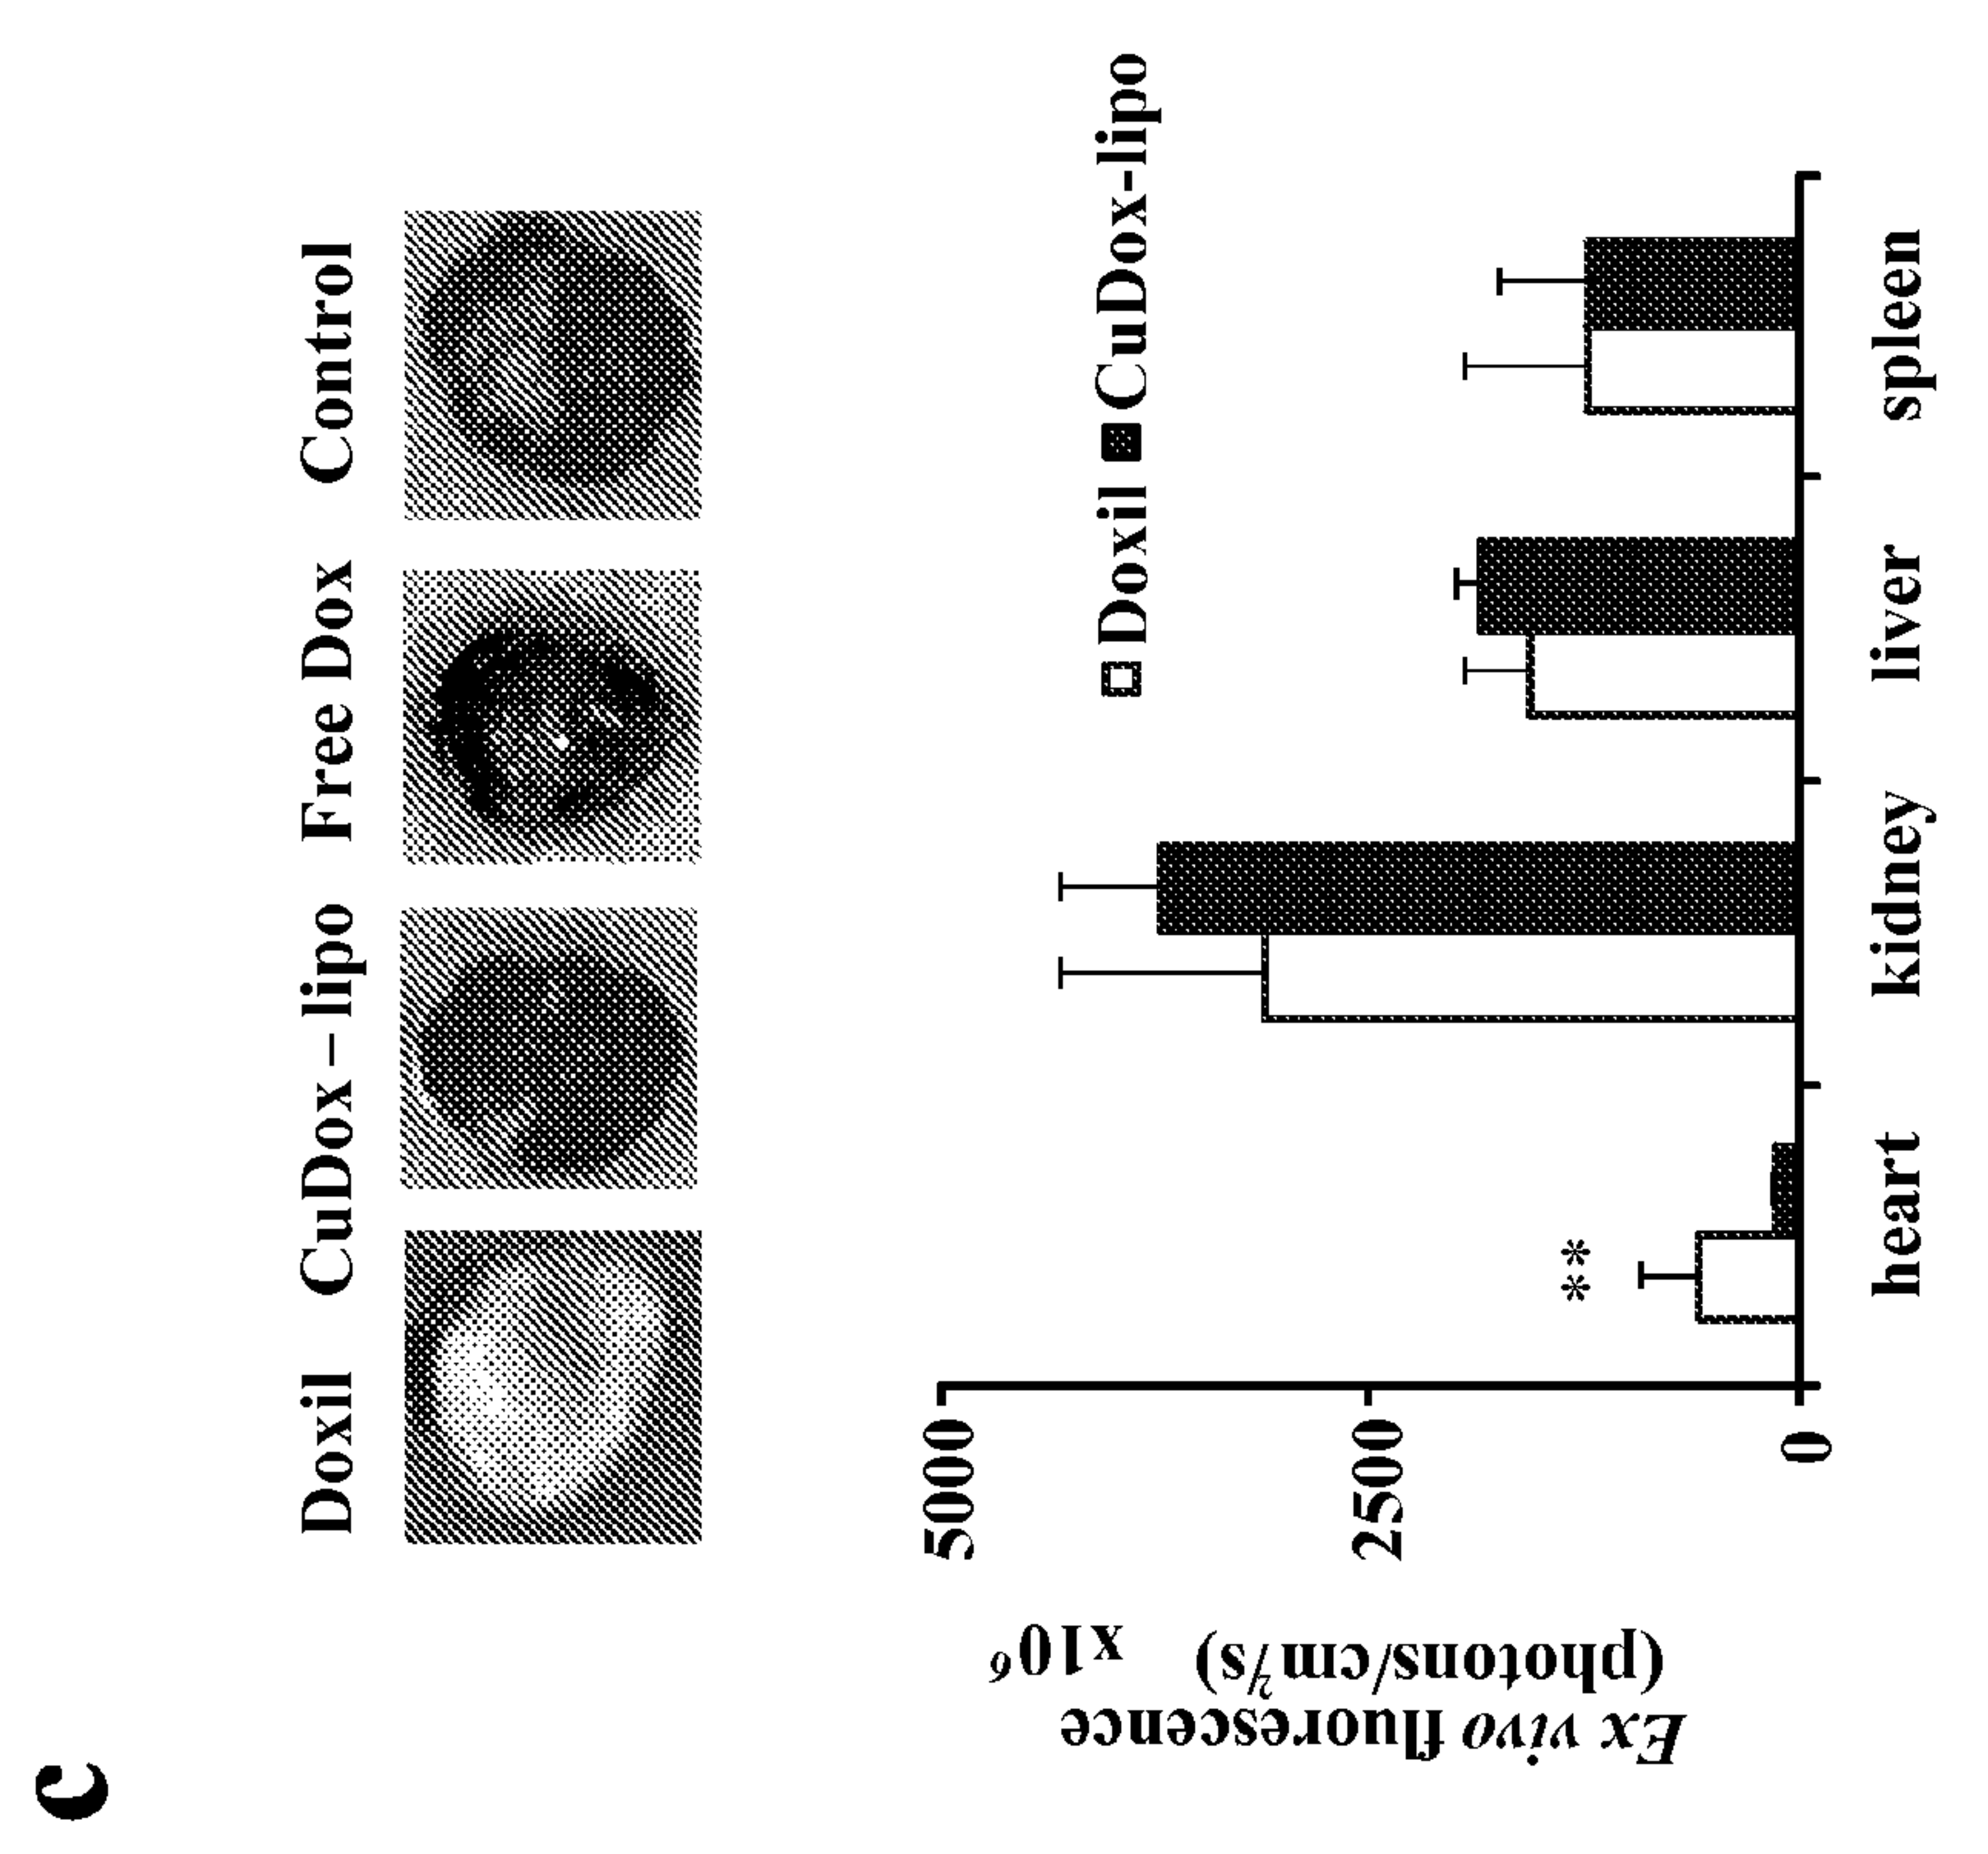 c
Doxil CuDox–lipo Free Dox Control
Doxil CuDox-lipo
Ex vivo fluorescence
(photons/cm²/s) x10⁶
5000
2500
0
**
heart kidney liver spleen